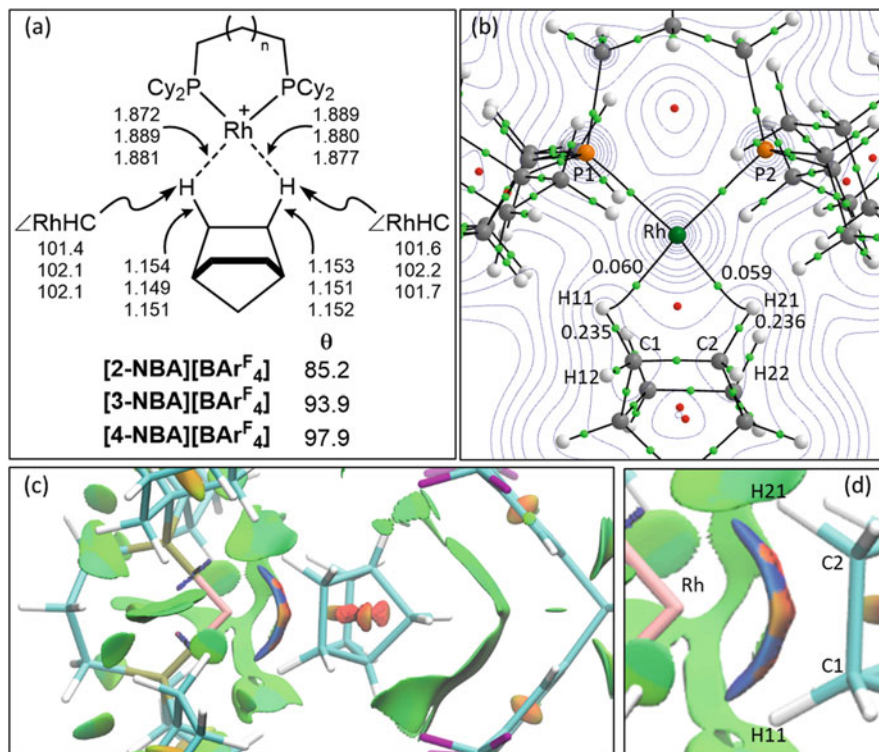 (a)
n
Cy₂P
PCy₂
+
Rh
1.872
1.889
1.881
1.889
1.880
1.877
H
H
∠RhHC
101.4
102.1
102.1
∠RhHC
101.6
102.2
101.7
1.154
1.149
1.151
1.153
1.151
1.152
θ
[2-NBA][BArF4] 85.2
[3-NBA][BArF4] 93.9
[4-NBA][BArF4] 97.9
(b)
P1
P2
Rh
0.060
0.059
H11
H21
0.235
0.236
C1
C2
H12
H22
(c)
(d)
H21
C2
Rh
C1
H11